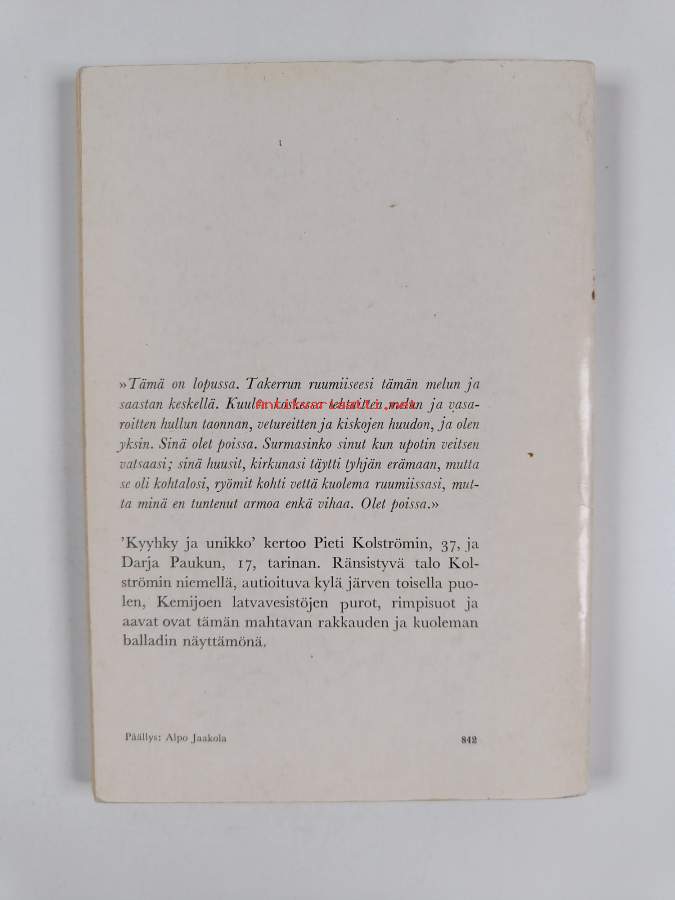 »Tämä on lopussa. Takerrun ruumiiseesi tämän melun ja
saastan keskellä. Kuulen tehtaitten melun ja vasa-
roitten hullun taonnan, vetureitten ja kiskojen huudon, ja olen
yksin. Sinä olet poissa. Surmasinko sinut kun upotin veitsen
vatsaasi; sinä huusit, kirkunasi täytti tyhjän erämaan, mutta
se oli kohtalosi, ryömit kohti vettä kuolema ruumiissasi, mut-
ta minä en tuntenut armoa enkä vihaa. Olet poissa.»
'Kyyhky ja unikko' kertoo Pieti Kolströmin, 37, ja
Darja Paukun, 17, tarinan. Ränsistyvä talo Kol-
strömin niemellä, autioituva kylä järven toisella puo-
len, Kemijoen latvavesistöjen purot, rimpisuot ja
aavat ovat tämän mahtavan rakkauden ja kuoleman
balladin näyttämönä.
Päällys: Alpo Jaakola 842